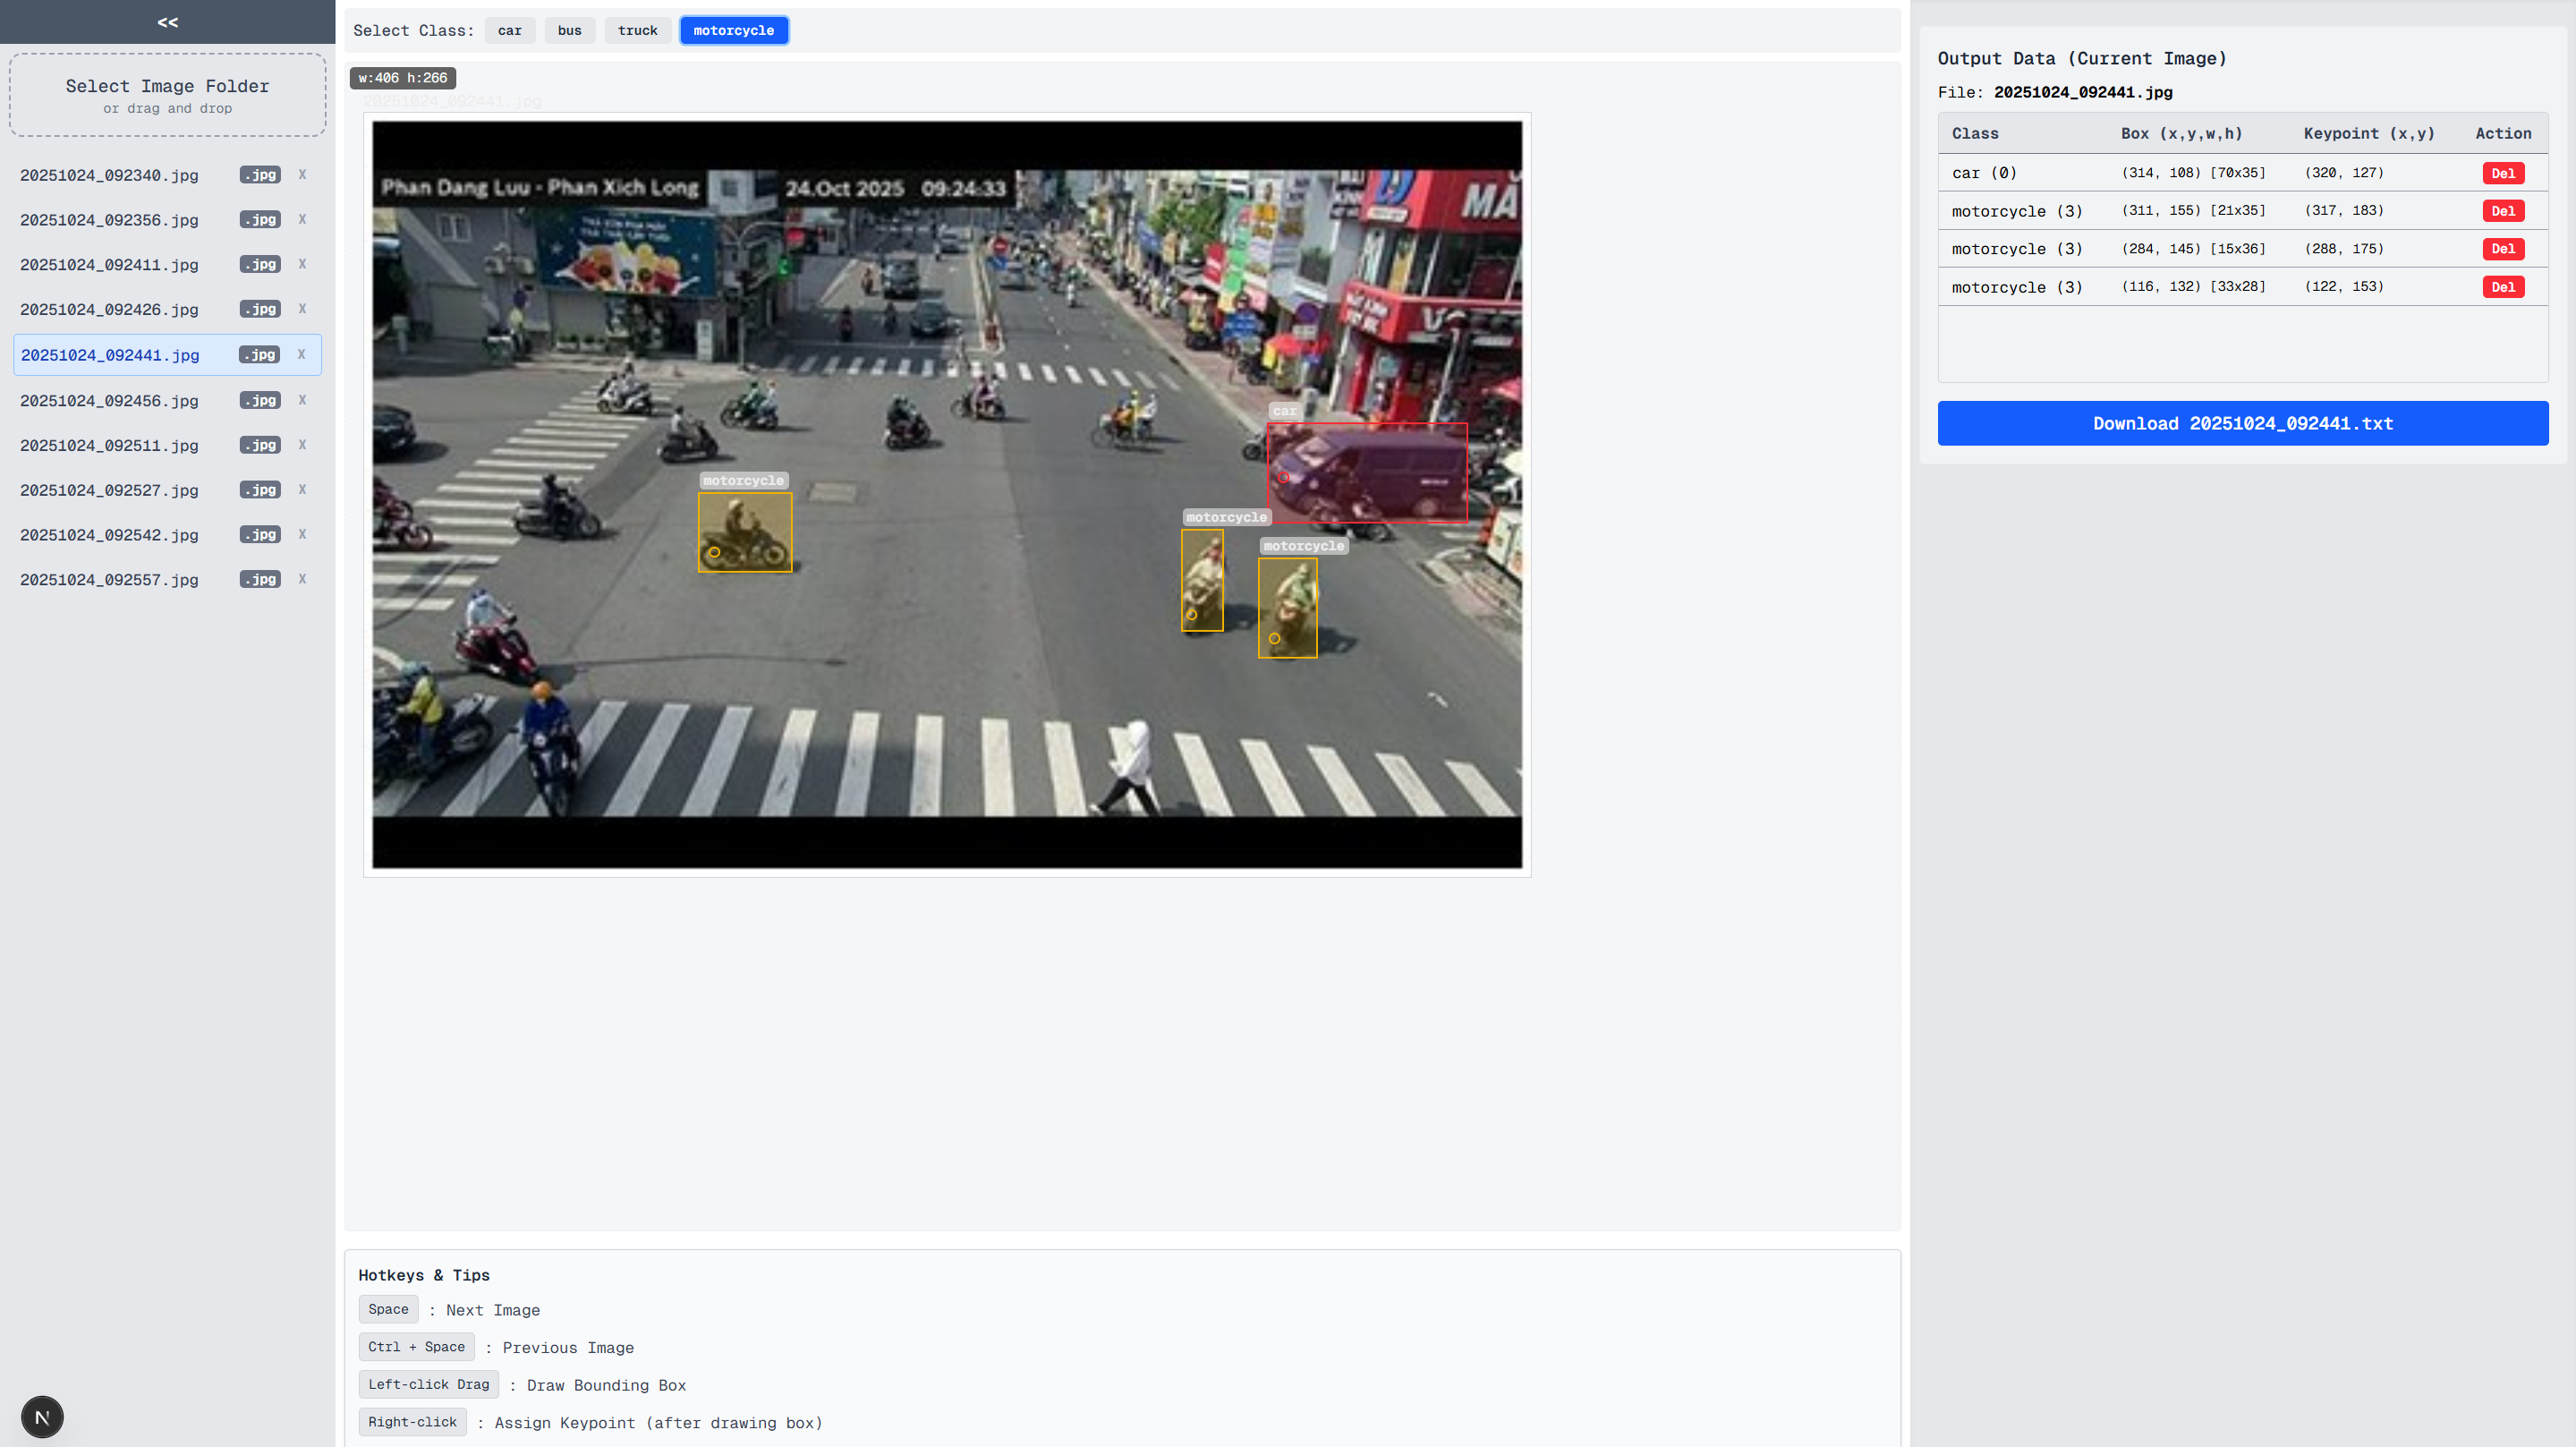 <<
Select Image Folder
or drag and drop
20251024_092340.jpg .jpg X
20251024_092356.jpg .jpg X
20251024_092411.jpg .jpg X
20251024_092426.jpg .jpg X
20251024_092441.jpg .jpg X
20251024_092456.jpg .jpg X
20251024_092511.jpg .jpg X
20251024_092527.jpg .jpg X
20251024_092542.jpg .jpg X
20251024_092557.jpg .jpg X
N
Select Class: car bus truck motorcycle
w:406 h:266
20251024_092441.jpg
Phan Dang Luu - Phan Xich Long 24.Oct 2025 09:24:33
MA
car
motorcycle
motorcycle
motorcycle
Hotkeys & Tips
Space : Next Image
Ctrl + Space : Previous Image
Left-click Drag : Draw Bounding Box
Right-click : Assign Keypoint (after drawing box)
Output Data (Current Image)
File: 20251024_092441.jpg
Class Box (x,y,w,h) Keypoint (x,y) Action
car (0) (314, 108) [70x35] (320, 127) Del
motorcycle (3) (311, 155) [21x35] (317, 183) Del
motorcycle (3) (284, 145) [15x36] (288, 175) Del
motorcycle (3) (116, 132) [33x28] (122, 153) Del
Download 20251024_092441.txt